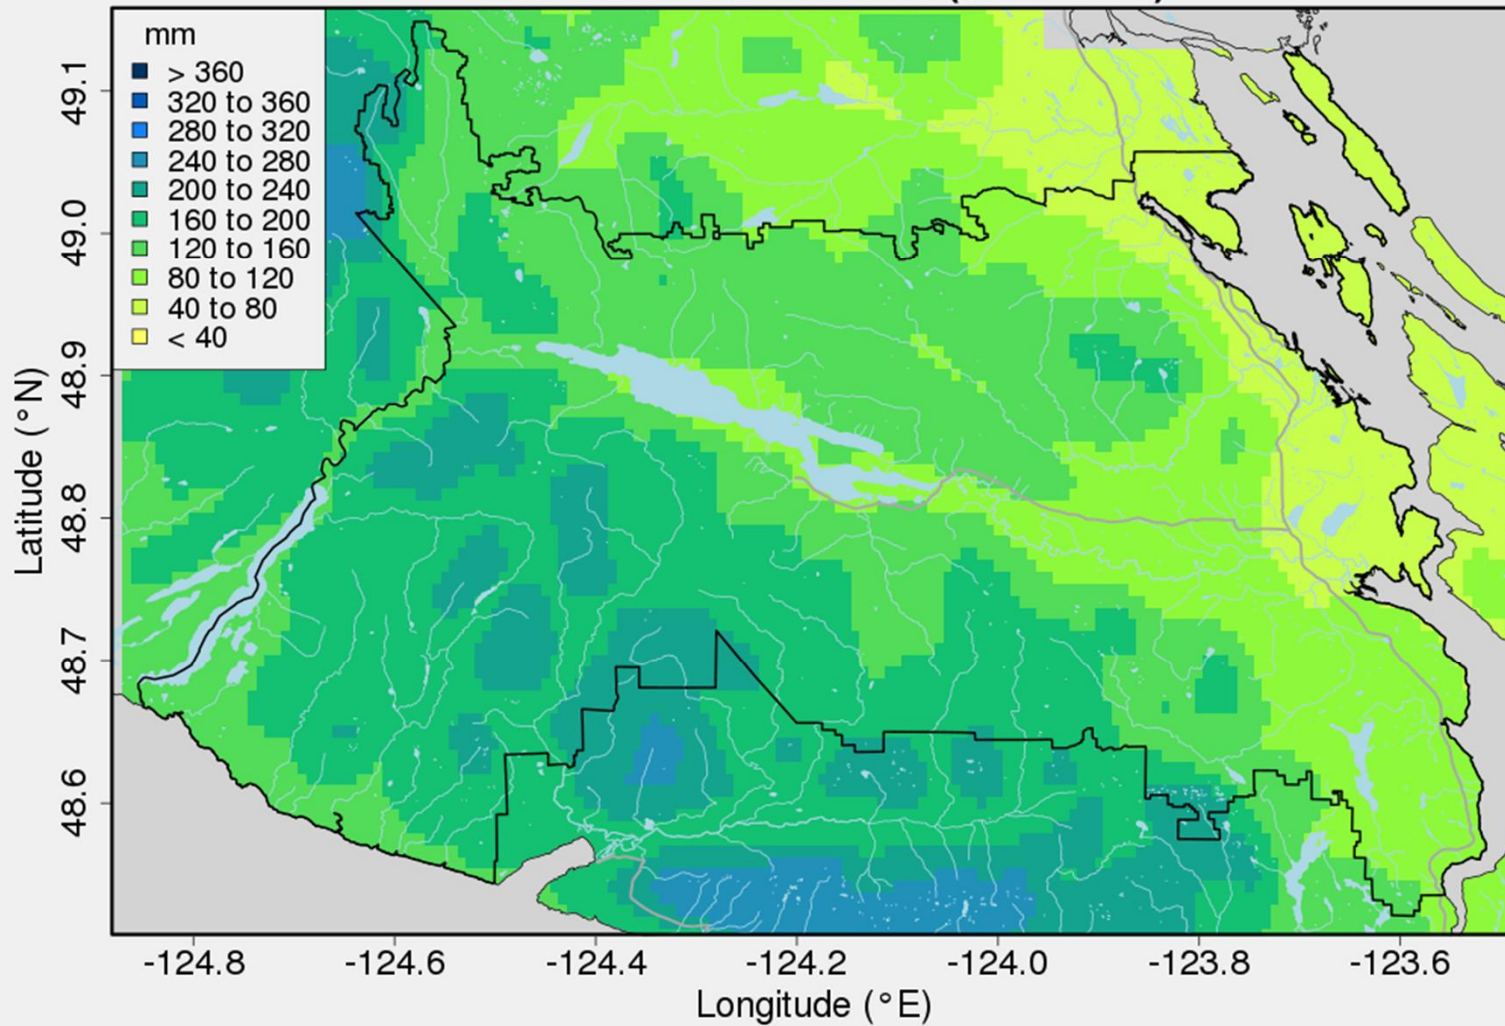 mm
> 360
320 to 360
280 to 320
240 to 280
200 to 240
160 to 200
120 to 160
80 to 120
40 to 80
< 40
49.1
49.0
48.9
48.8
48.7
48.6
Latitude (°N)
-124.8 -124.6 -124.4 -124.2 -124.0 -123.8 -123.6
Longitude (°E)